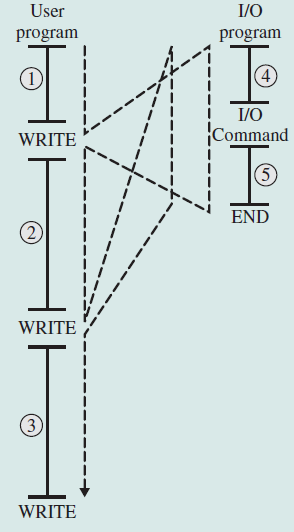 User
program
1
WRITE
2
WRITE
3
WRITE
I/O
program
4
I/O
Command
5
END